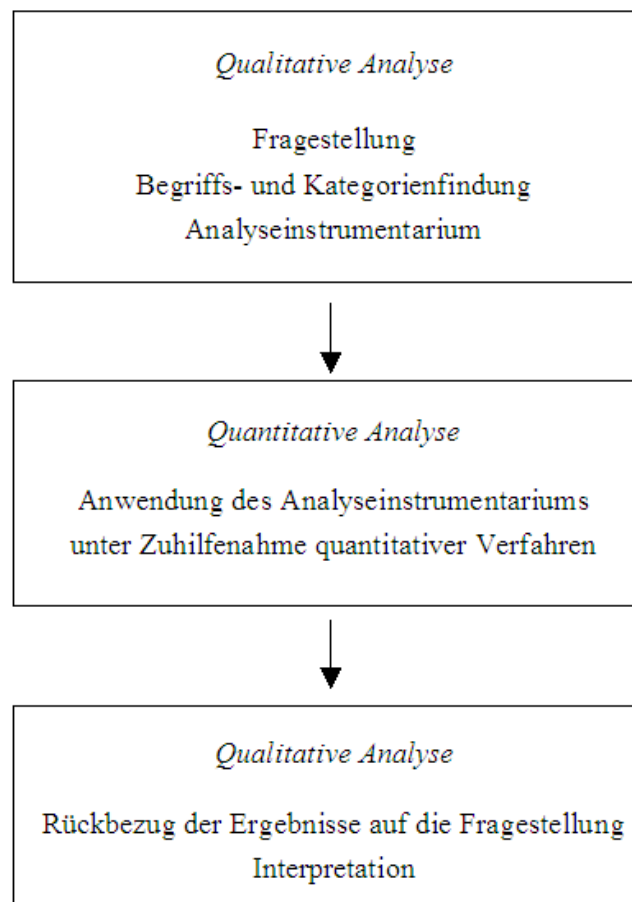 Qualitative Analyse
Fragestellung
Begriffs- und Kategorienfindung
Analyseinstrumentarium
Quantitative Analyse
Anwendung des Analyseinstrumentariums
unter Zuhilfenahme quantitativer Verfahren
Qualitative Analyse
Rückbezug der Ergebnisse auf die Fragestellung
Interpretation